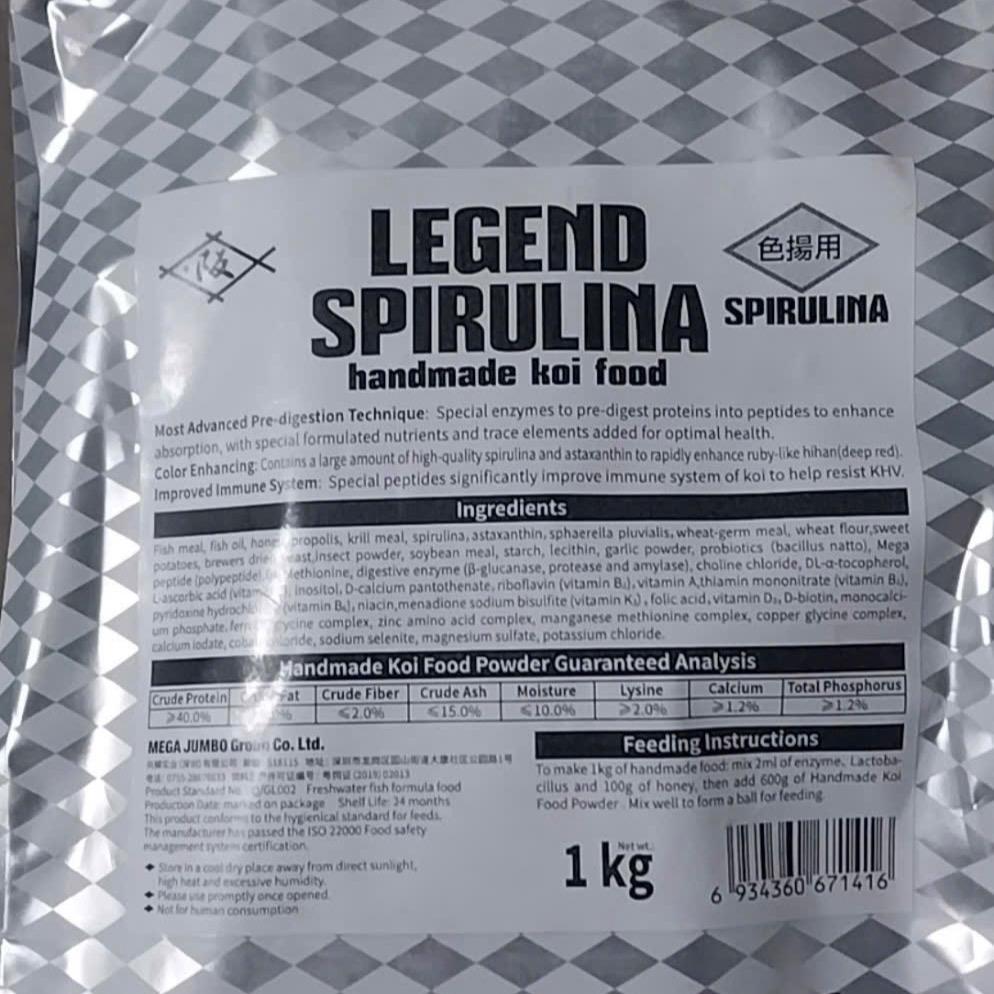 阪
LEGEND
SPIRULINA
handmade koi food
色揚用
SPIRULINA
Most Advanced Pre-digestion Technique: Special enzymes to pre-digest proteins into peptides to enhance
absorption, with special formulated nutrients and trace elements added for optimal health.
Color Enhancing: Contains a large amount of high-quality spirulina and astaxanthin to rapidly enhance ruby-like hihan(deep red).
Improved Immune System: Special peptides significantly improve immune system of koi to help resist KHV.
Ingredients
Fish meal, fish oil, propolis, krill meal, spirulina, astaxanthin, sphaerella pluvialis, wheat-germ meal, wheat flour,sweet
potatoes, brewers dried yeast,insect powder, soybean meal, starch, lecithin, garlic powder, probiotics (bacillus natto), Mega
peptide (polypeptide), Methionine, digestive enzyme (β-glucanase, protease and amylase), choline chloride, DL-α-tocopherol,
L-ascorbic acid inositol, D-calcium pantothenate, riboflavin (vitamin B₂), vitamin A,thiamin mononitrate (vitamin B₁),
pyridoxine (vitamin B₆), niacin,menadione sodium bisulfite (vitamin K₃), folic acid, vitamin D₃, D-biotin, monocalci-
um phosphate, glycine complex, zinc amino acid complex, manganese methionine complex, copper glycine complex,
calcium iodate, sodium selenite, magnesium sulfate, potassium chloride.
Handmade Koi Food Powder Guaranteed Analysis
Crude Protein Fat Crude Fiber Crude Ash Moisture Lysine Calcium Total Phosphorus
⩾40.0% ⩽2.0% ⩽15.0% ⩽10.0% ⩾2.0% ⩾1.2% ⩾1.2%
MEGA JUMBO Group Co. Ltd.
Product Standard No. Q/GL002 Freshwater fish formula food
Production Date: marked on package Shelf Life: 24 months
This product conforms to the hygienical standard for feeds.
The manufacturer has passed the ISO 22000 Food safety
management system certification.
Store in a cool dry place away from direct sunlight,
high heat and excessive humidity.
Please use promptly once opened.
Not for human consumption
Feeding Instructions
To make 1kg of handmade food: mix 2ml of enzyme, Lactoba-
cillus and 100g of honey, then add 600g of Handmade Koi
Food Powder. Mix well to form a ball for feeding.
Net wt.
1 kg
6 934360 671416